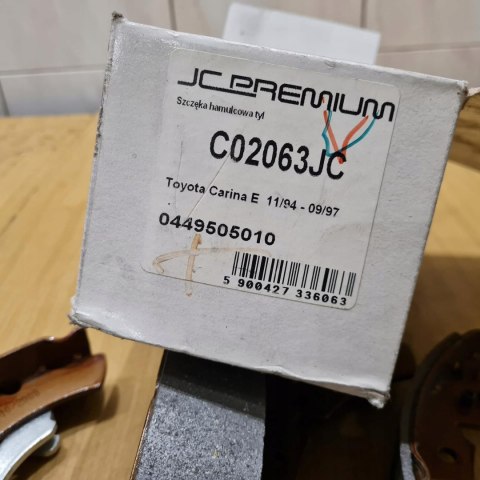 JC PREMIUM
Szczęka hamulcowa tył
C02063JC
Toyota Carina E 11/94 - 09/97
0449505010
5 900427 336063